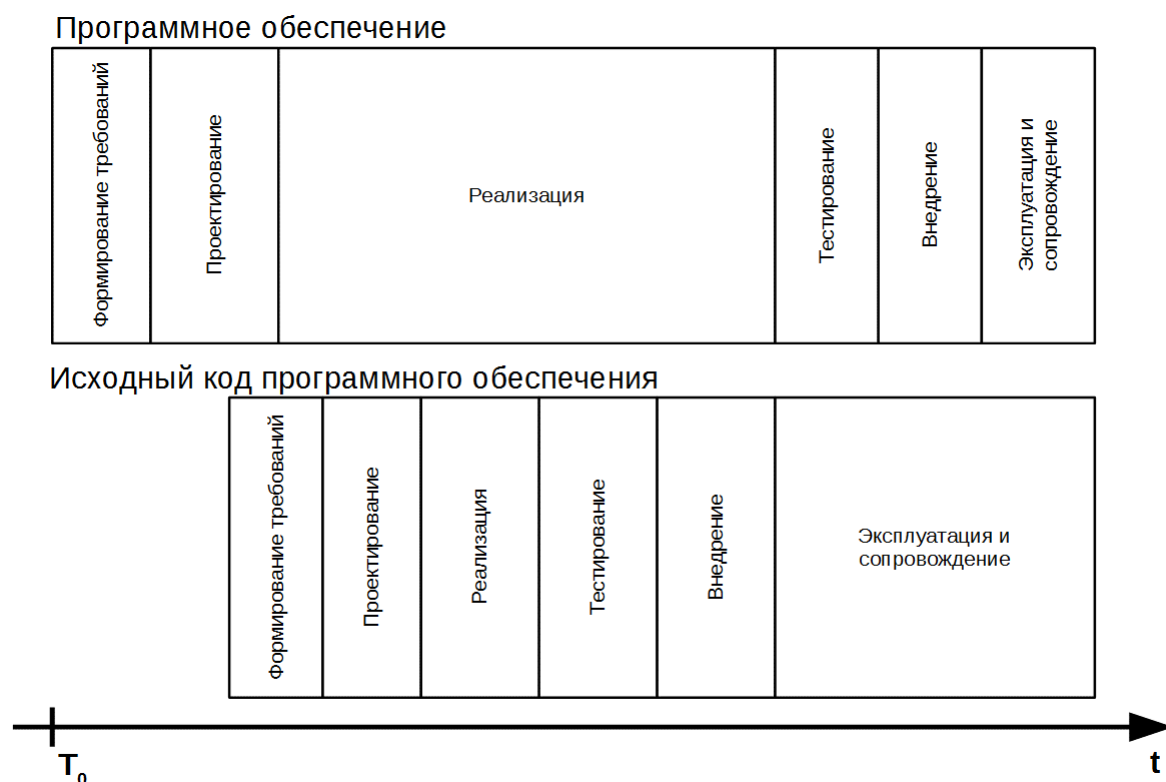 Программное обеспечение
Формирование требований
Проектирование
Реализация
Тестирование
Внедрение
Эксплуатация и
сопровождение
Исходный код программного обеспечения
Формирование требований
Проектирование
Реализация
Тестирование
Внедрение
Эксплуатация и
сопровождение
T₀
t